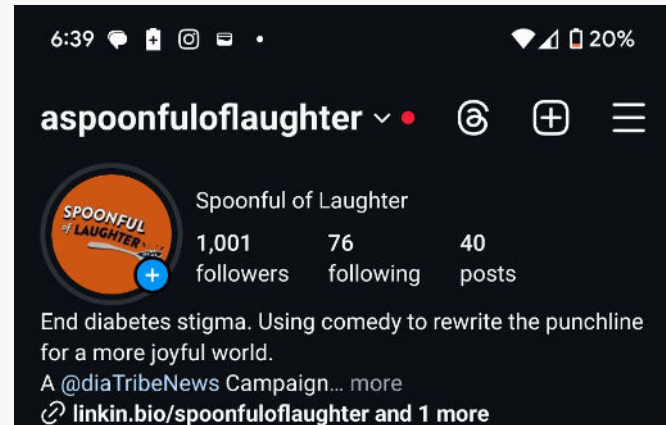 6:39 20%
aspoonfuloflaughter
SPOONFUL
of LAUGHTER
Spoonful of Laughter
1,001 76 40
followers following posts
End diabetes stigma. Using comedy to rewrite the punchline
for a more joyful world.
A @diaTribeNews Campaign... more
linkin.bio/spoonfuloflaughter and 1 more